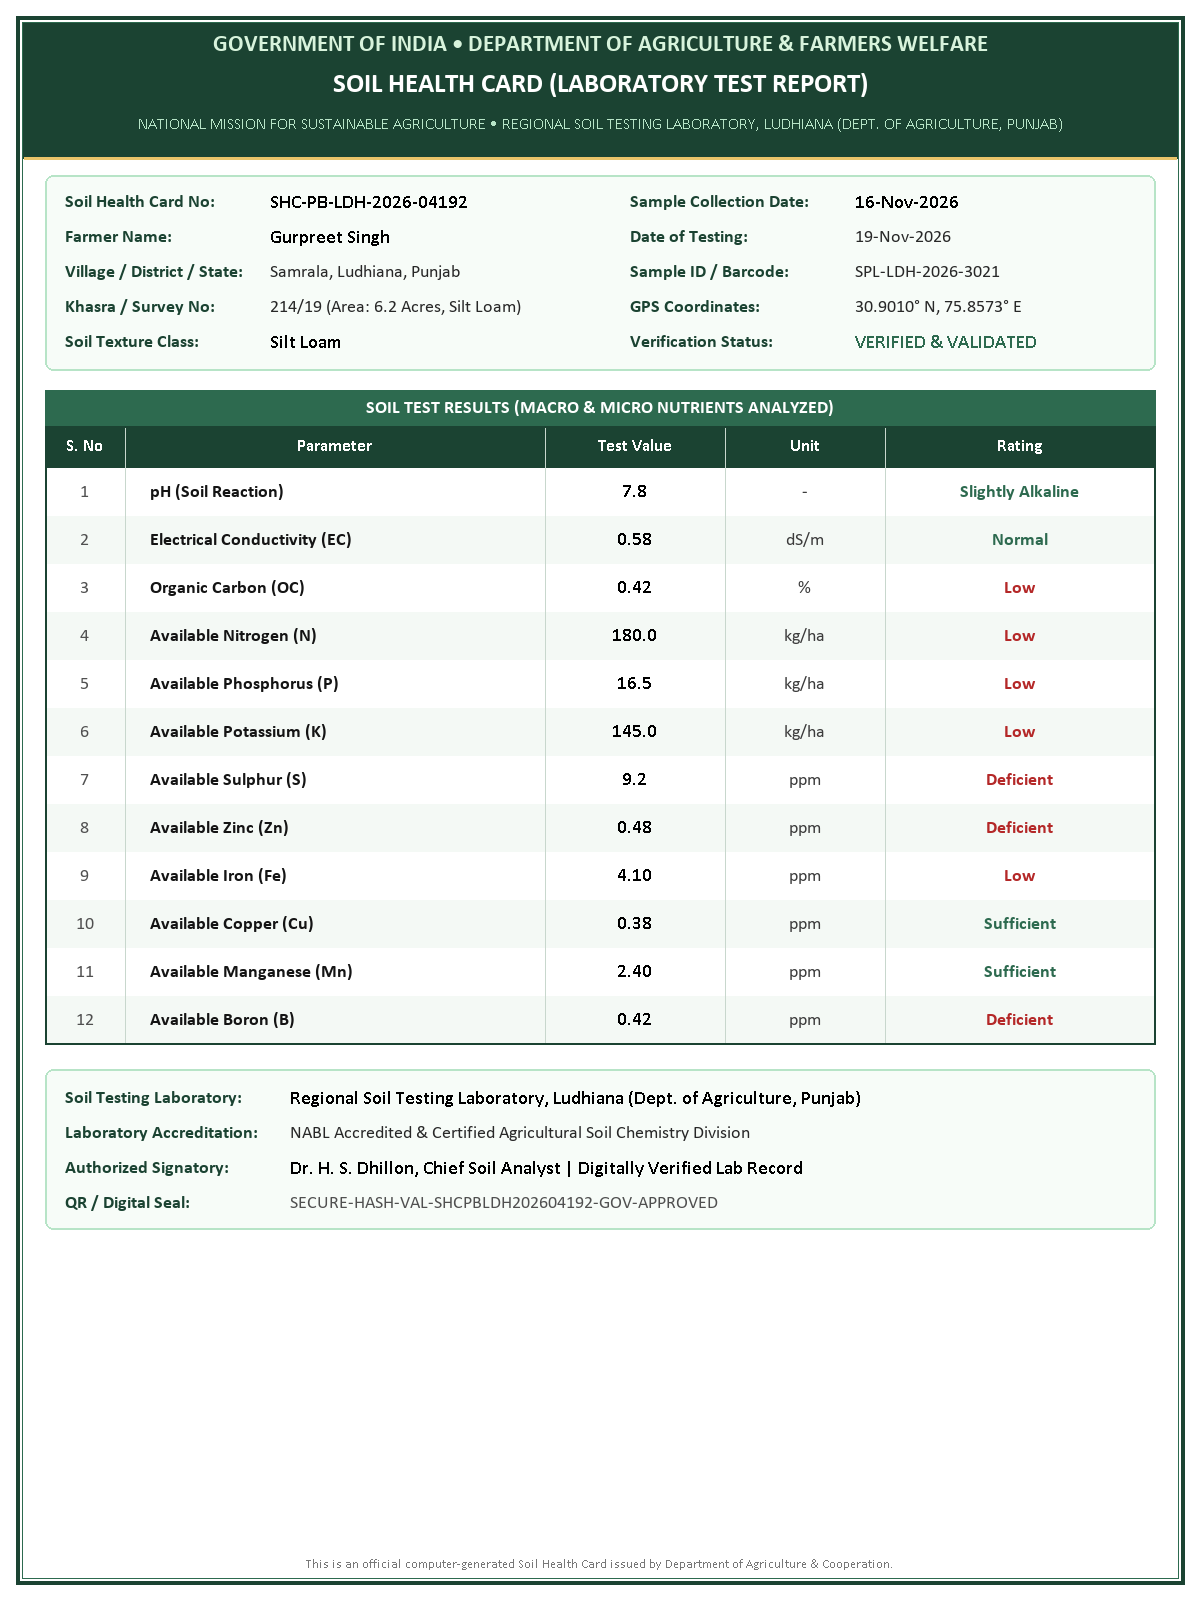 GOVERNMENT OF INDIA • DEPARTMENT OF AGRICULTURE & FARMERS WELFARE
SOIL HEALTH CARD (LABORATORY TEST REPORT)
NATIONAL MISSION FOR SUSTAINABLE AGRICULTURE • REGIONAL SOIL TESTING LABORATORY, LUDHIANA (DEPT. OF AGRICULTURE, PUNJAB)
Soil Health Card No: SHC-PB-LDH-2026-04192 Sample Collection Date: 16-Nov-2026
Farmer Name: Gurpreet Singh Date of Testing: 19-Nov-2026
Village / District / State: Samrala, Ludhiana, Punjab Sample ID / Barcode: SPL-LDH-2026-3021
Khasra / Survey No: 214/19 (Area: 6.2 Acres, Silt Loam) GPS Coordinates: 30.9010° N, 75.8573° E
Soil Texture Class: Silt Loam Verification Status: VERIFIED & VALIDATED
SOIL TEST RESULTS (MACRO & MICRO NUTRIENTS ANALYZED)
S. No Parameter Test Value Unit Rating
1 pH (Soil Reaction) 7.8 - Slightly Alkaline
2 Electrical Conductivity (EC) 0.58 dS/m Normal
3 Organic Carbon (OC) 0.42 % Low
4 Available Nitrogen (N) 180.0 kg/ha Low
5 Available Phosphorus (P) 16.5 kg/ha Low
6 Available Potassium (K) 145.0 kg/ha Low
7 Available Sulphur (S) 9.2 ppm Deficient
8 Available Zinc (Zn) 0.48 ppm Deficient
9 Available Iron (Fe) 4.10 ppm Low
10 Available Copper (Cu) 0.38 ppm Sufficient
11 Available Manganese (Mn) 2.40 ppm Sufficient
12 Available Boron (B) 0.42 ppm Deficient
Soil Testing Laboratory: Regional Soil Testing Laboratory, Ludhiana (Dept. of Agriculture, Punjab)
Laboratory Accreditation: NABL Accredited & Certified Agricultural Soil Chemistry Division
Authorized Signatory: Dr. H. S. Dhillon, Chief Soil Analyst | Digitally Verified Lab Record
QR / Digital Seal: SECURE-HASH-VAL-SHCPBLDH202604192-GOV-APPROVED
This is an official computer-generated Soil Health Card issued by Department of Agriculture & Cooperation.